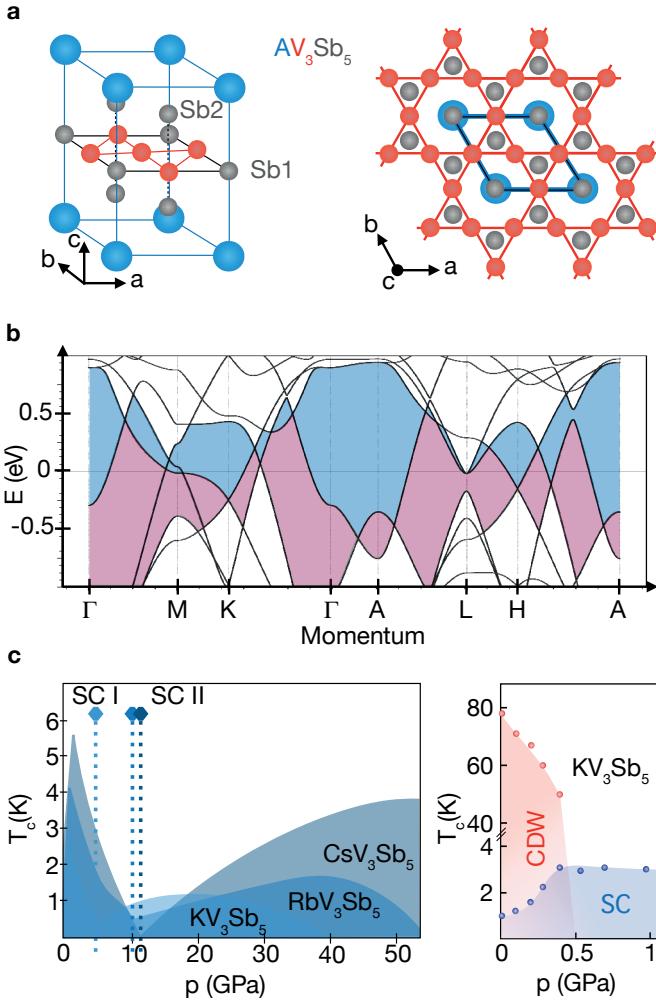 a
AV₃Sb₅
Sb2
Sb1
c
b
a
b
c
a
b
E (eV)
0.5
0
-0.5
Γ M K Γ A L H A
Momentum
c
SC I SC II
T꜀(K)
6
5
4
3
2
1
CsV₃Sb₅
RbV₃Sb₅
KV₃Sb₅
0 10 20 30 40 50
p (GPa)
T꜀(K)
80
60
40
4
2
KV₃Sb₅
CDW
SC
0 0.5 1
p (GPa)